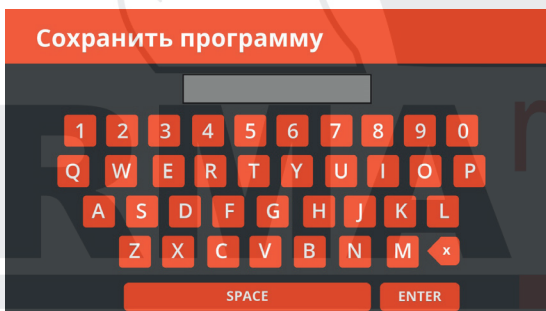 Сохранить программу
1 2 3 4 5 6 7 8 9 0
Q W E R T Y U I O P
A S D F G H J K L
Z X C V B N M x
SPACE ENTER